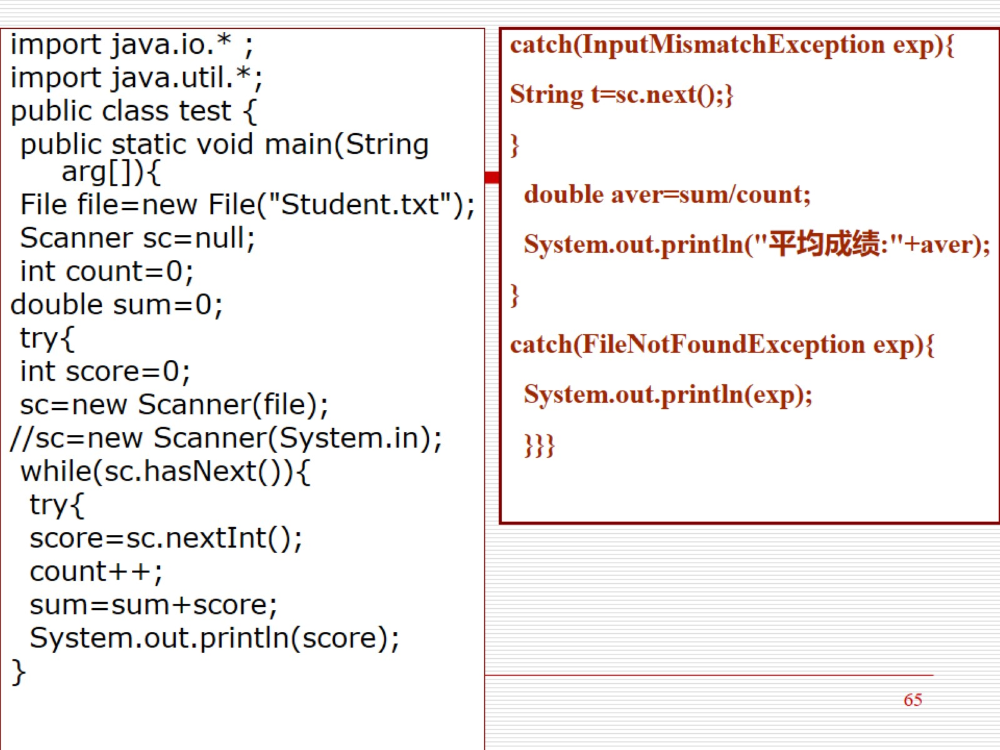 import java.io.* ;
import java.util.*;
public class test {
public static void main(String
arg[]){
File file=new File("Student.txt");
Scanner sc=null;
int count=0;
double sum=0;
try{
int score=0;
sc=new Scanner(file);
//sc=new Scanner(System.in);
while(sc.hasNext()){
try{
score=sc.nextInt();
count++;
sum=sum+score;
System.out.println(score);
}
catch(InputMismatchException exp){
String t=sc.next();}
}
double aver=sum/count;
System.out.println("平均成绩:"+aver);
}
catch(FileNotFoundException exp){
System.out.println(exp);
}}}
65